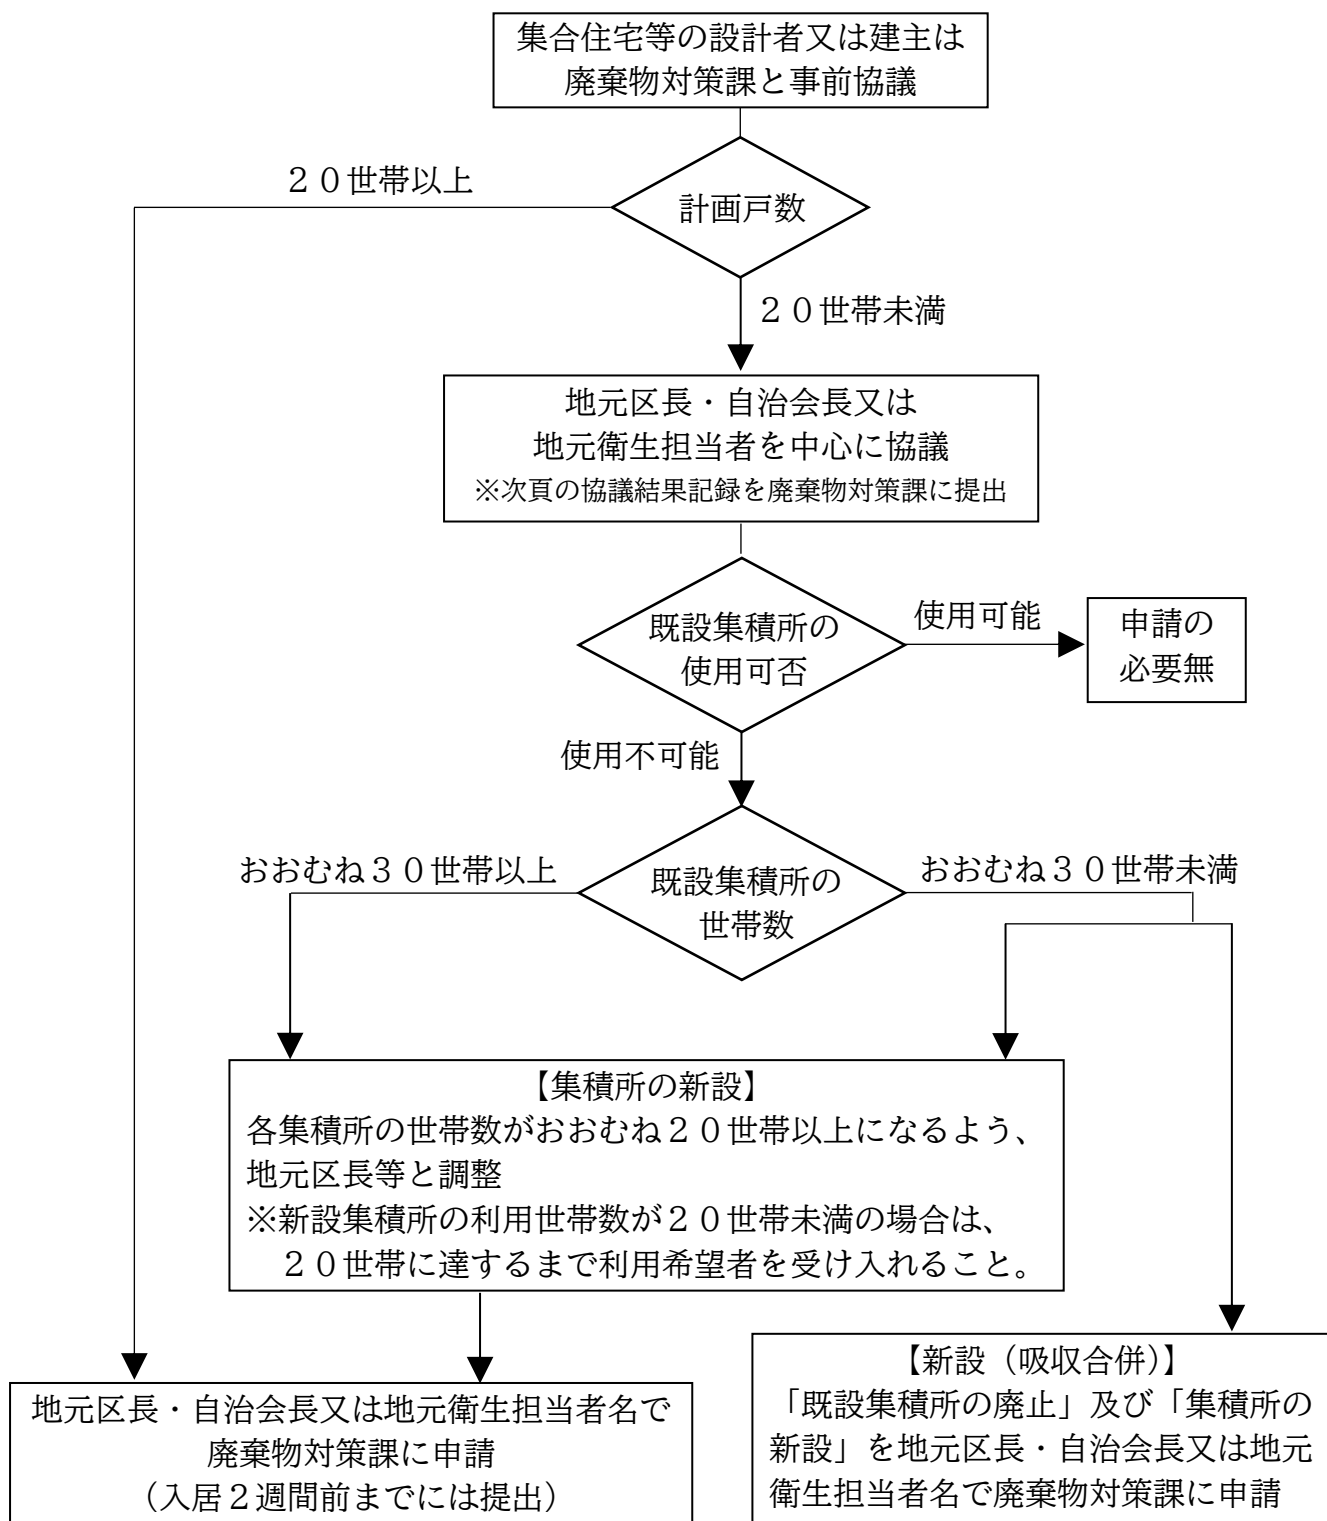 集合住宅等の設計者又は建主は
廃棄物対策課と事前協議
２０世帯以上
計画戸数
２０世帯未満
地元区長・自治会長又は
地元衛生担当者を中心に協議
※次頁の協議結果記録を廃棄物対策課に提出
既設集積所の
使用可否
使用可能
申請の
必要無
使用不可能
おおむね３０世帯以上
既設集積所の
世帯数
おおむね３０世帯未満
【集積所の新設】
各集積所の世帯数がおおむね２０世帯以上になるよう、
地元区長等と調整
※新設集積所の利用世帯数が２０世帯未満の場合は、
２０世帯に達するまで利用希望者を受け入れること。
地元区長・自治会長又は地元衛生担当者名で
廃棄物対策課に申請
（入居２週間前までには提出）
【新設（吸収合併）】
「既設集積所の廃止」及び「集積所の
新設」を地元区長・自治会長又は地元
衛生担当者名で廃棄物対策課に申請